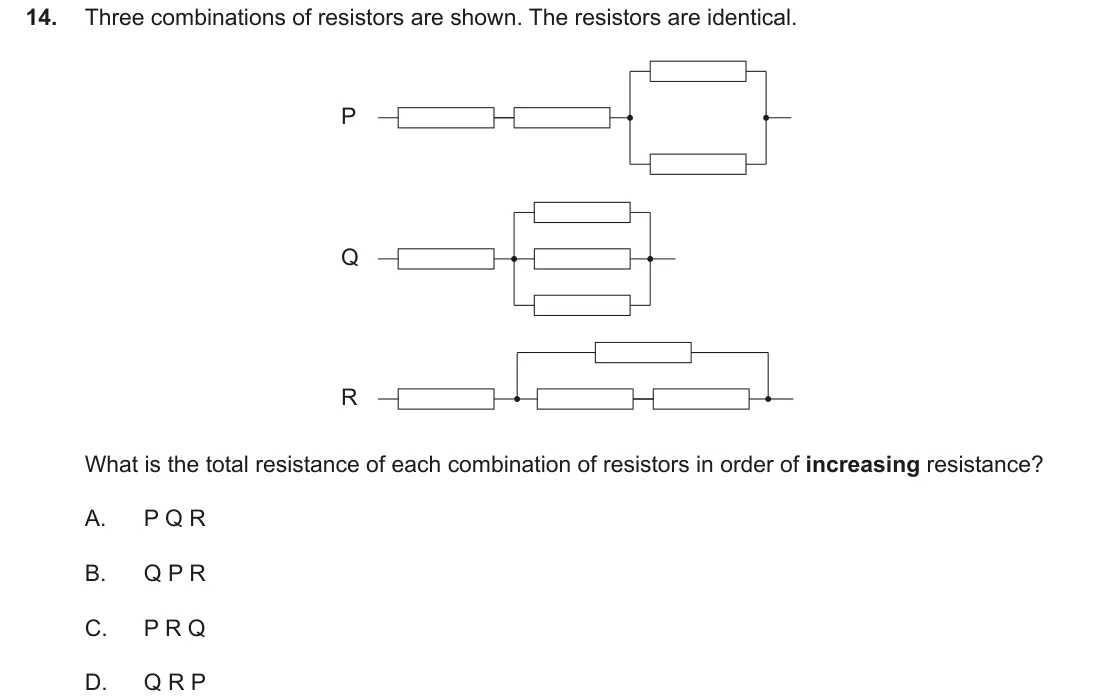 14. Three combinations of resistors are shown. The resistors are identical.
P
Q
R
What is the total resistance of each combination of resistors in order of increasing resistance?
A. P Q R
B. Q P R
C. P R Q
D. Q R P